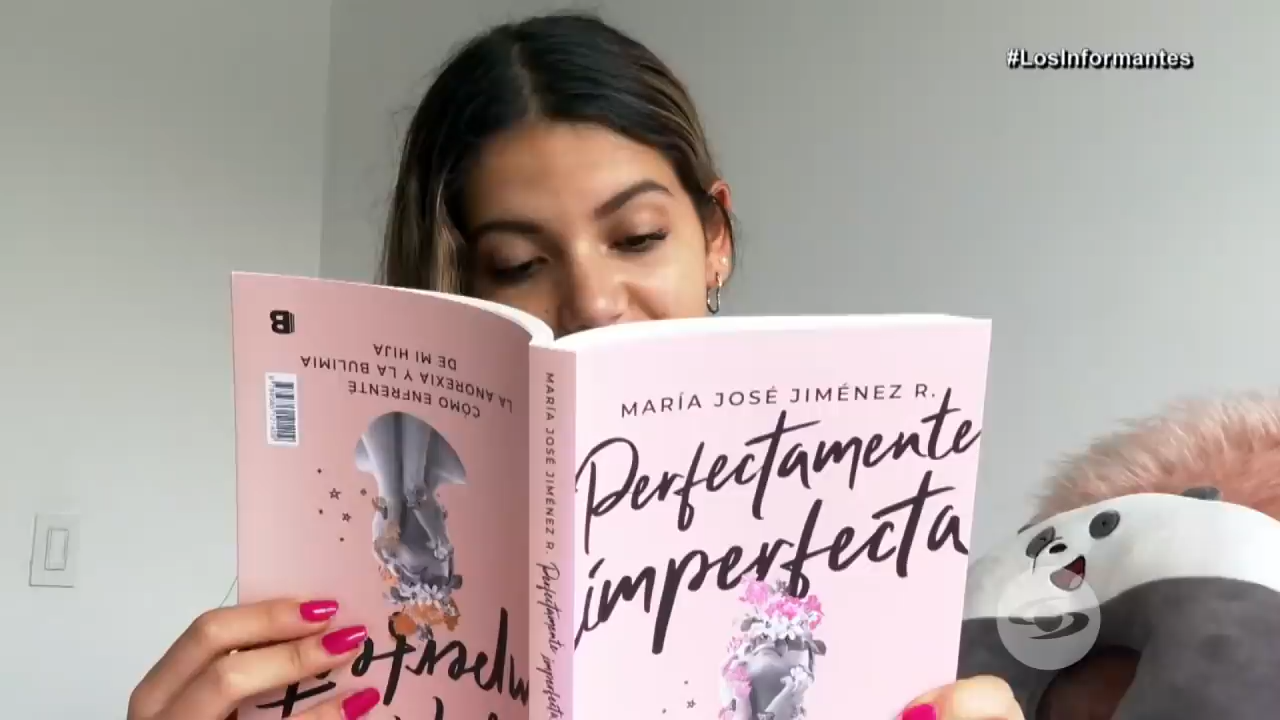 #LosInformantes
B
CÓMO ENFRENTÉ
LA ANOREXIA Y LA BULIMIA
DE MI HIJA
MARÍA JOSÉ JIMÉNEZ R. Perfectamente imperfecta
MARÍA JOSÉ JIMÉNEZ R.
Perfectamente
imperfecta